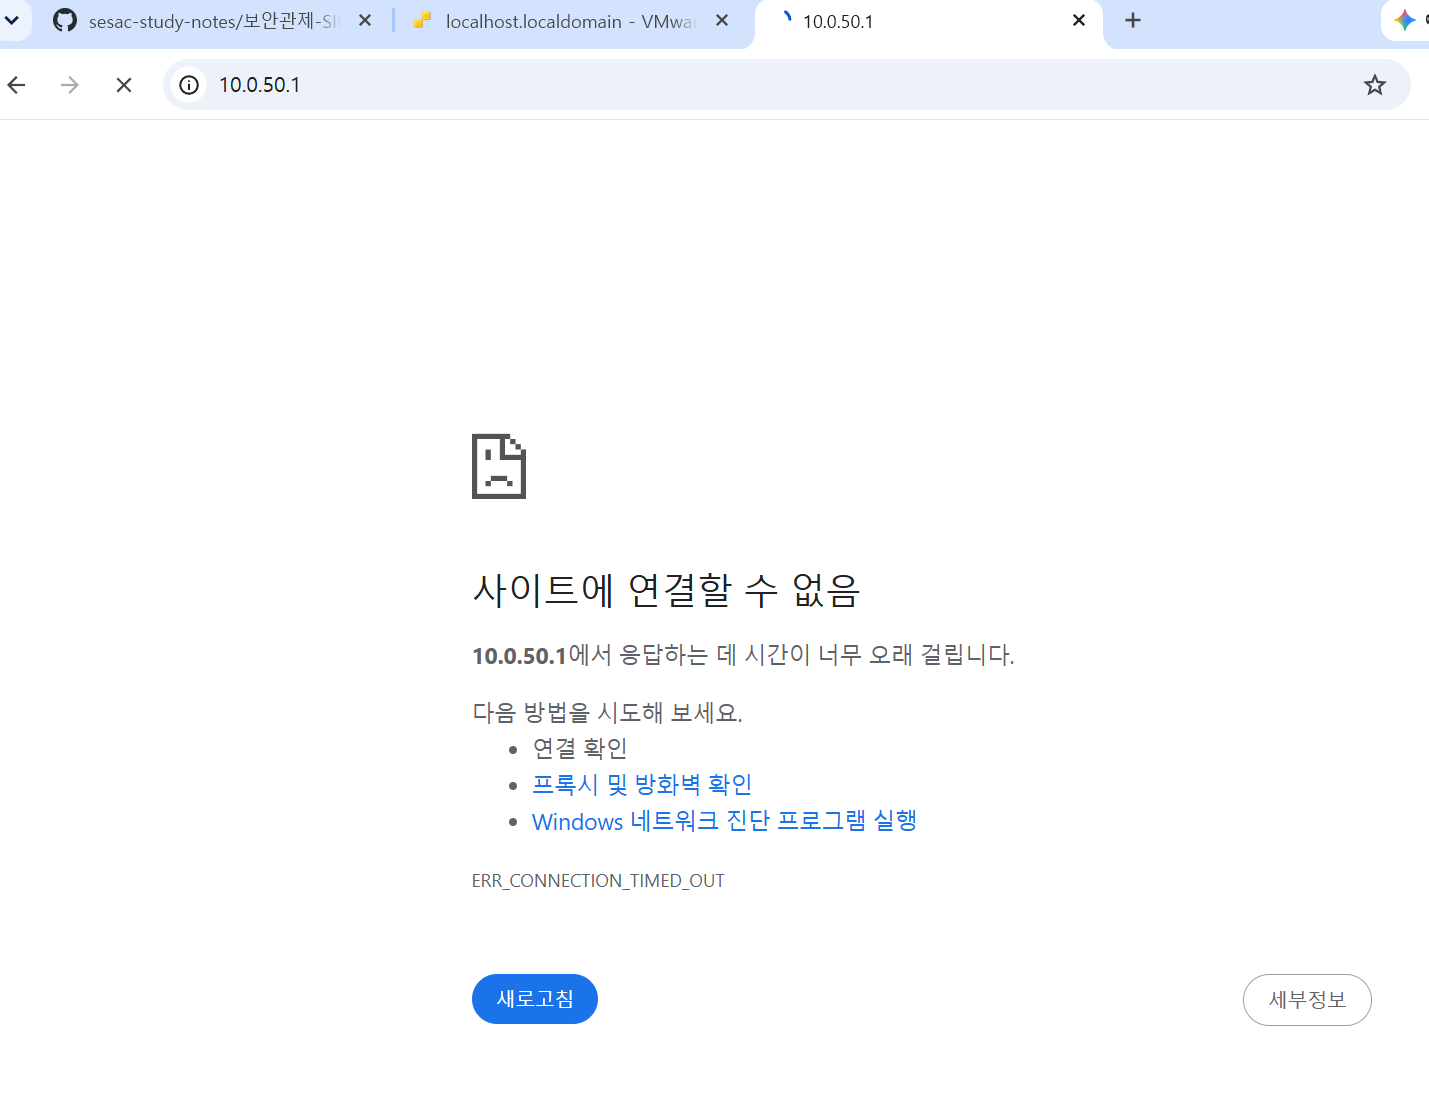 sesac-study-notes/보안관제-SI
localhost.localdomain - VMwa
10.0.50.1
10.0.50.1
사이트에 연결할 수 없음
10.0.50.1에서 응답하는 데 시간이 너무 오래 걸립니다.
다음 방법을 시도해 보세요.
연결 확인
프록시 및 방화벽 확인
Windows 네트워크 진단 프로그램 실행
ERR_CONNECTION_TIMED_OUT
새로고침
세부정보